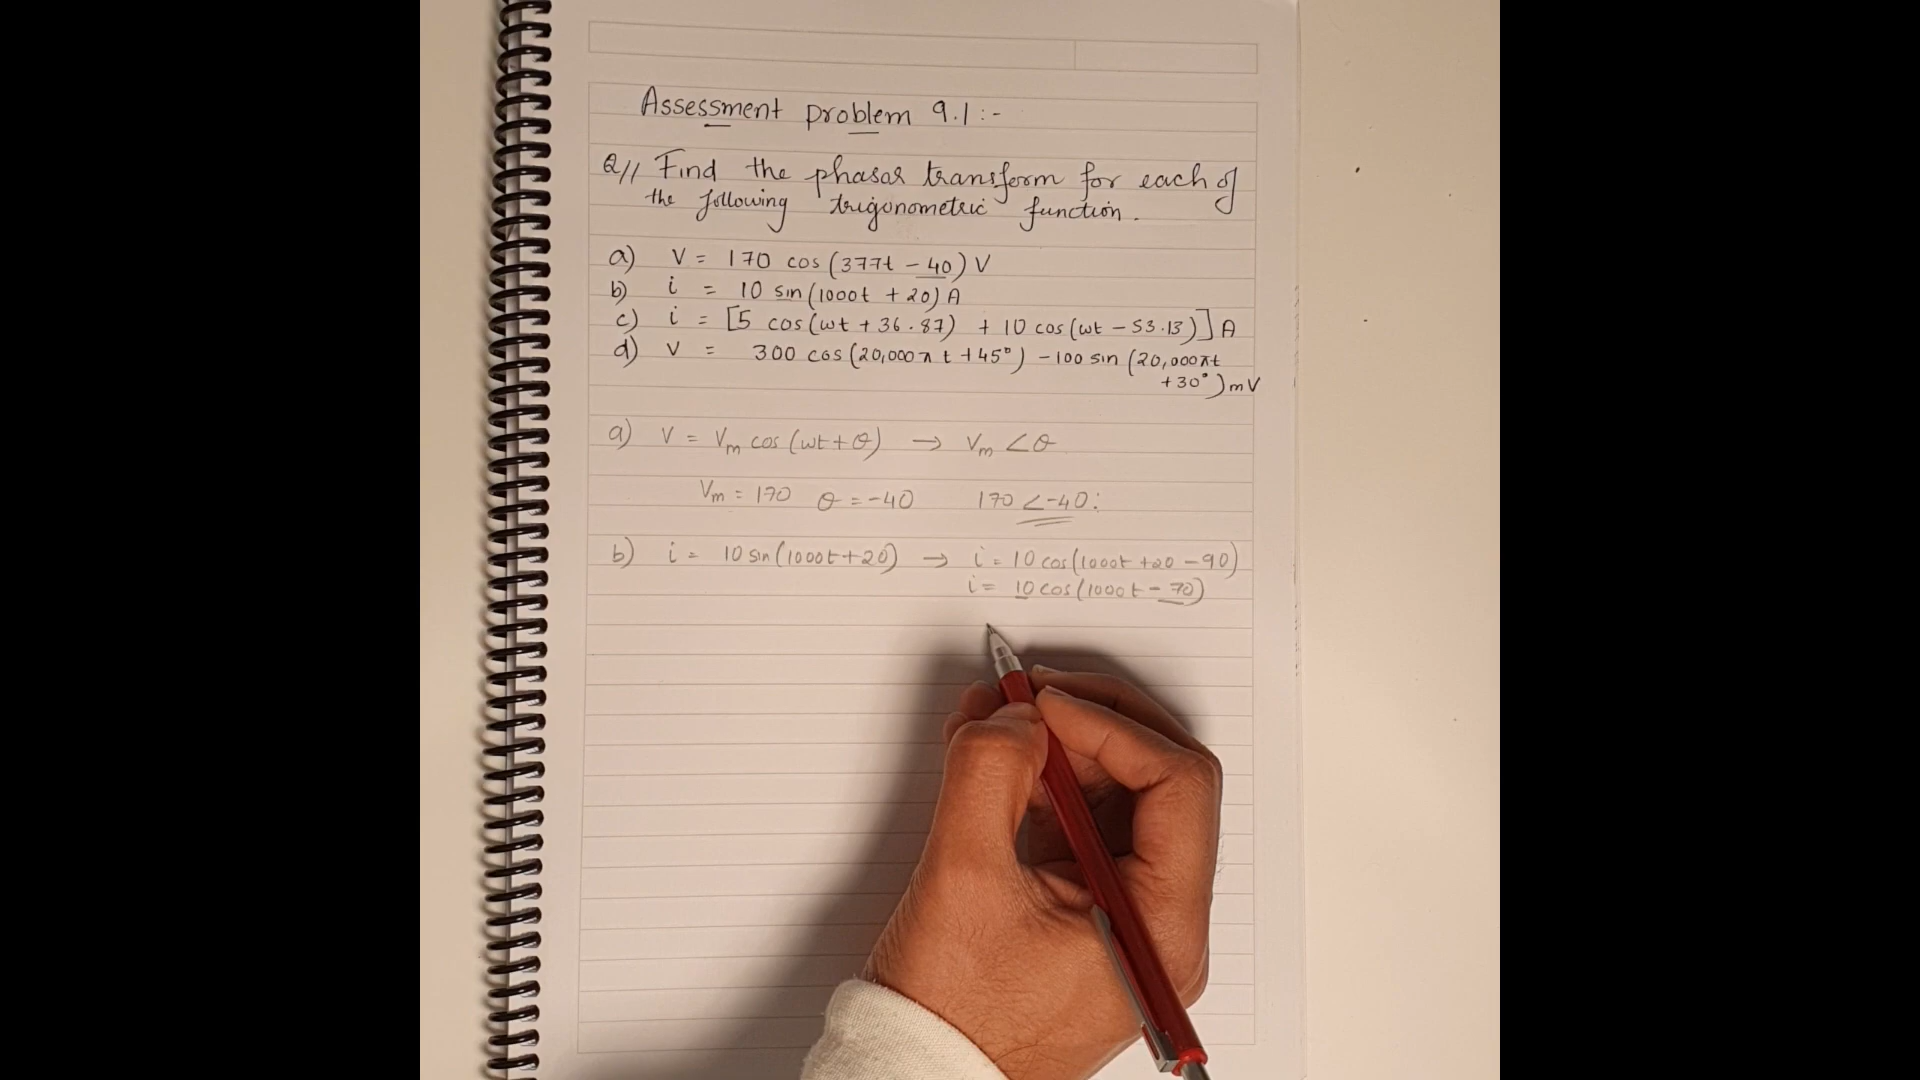 Assessment problem 9.1:-
Q// Find the phasor transform for each of
the following trigonometric function.
a) V = 170 cos(377t - 40) V
b) i = 10 sin(1000t + 20) A
c) i = [5 cos(ωt + 36.87) + 10 cos(ωt - 53.13)] A
d) V = 300 cos(20,000π t + 45°) - 100 sin (20,000πt
+30°) mV
a) V = Vm cos (ωt + θ) → Vm ∠θ
Vm = 170 θ = -40 170 ∠-40:
b) i = 10 sin(1000t+20) → i = 10 cos(1000t +20 -90)
i = 10 cos(1000t - 70)